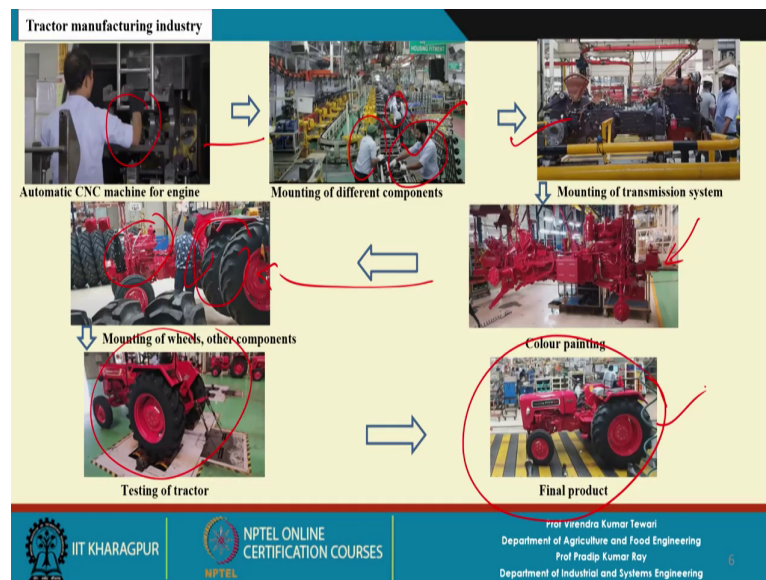 Tractor manufacturing industry
Automatic CNC machine for engine
Mounting of different components
Mounting of transmission system
Mounting of wheels, other components
Colour painting
Testing of tractor
Final product
IIT KHARAGPUR
NPTEL
NPTEL ONLINE
CERTIFICATION COURSES
Prof Virendra Kumar Tewari
Department of Agriculture and Food Engineering
Prof Pradip Kumar Ray
Department of Industrial and Systems Engineering
6